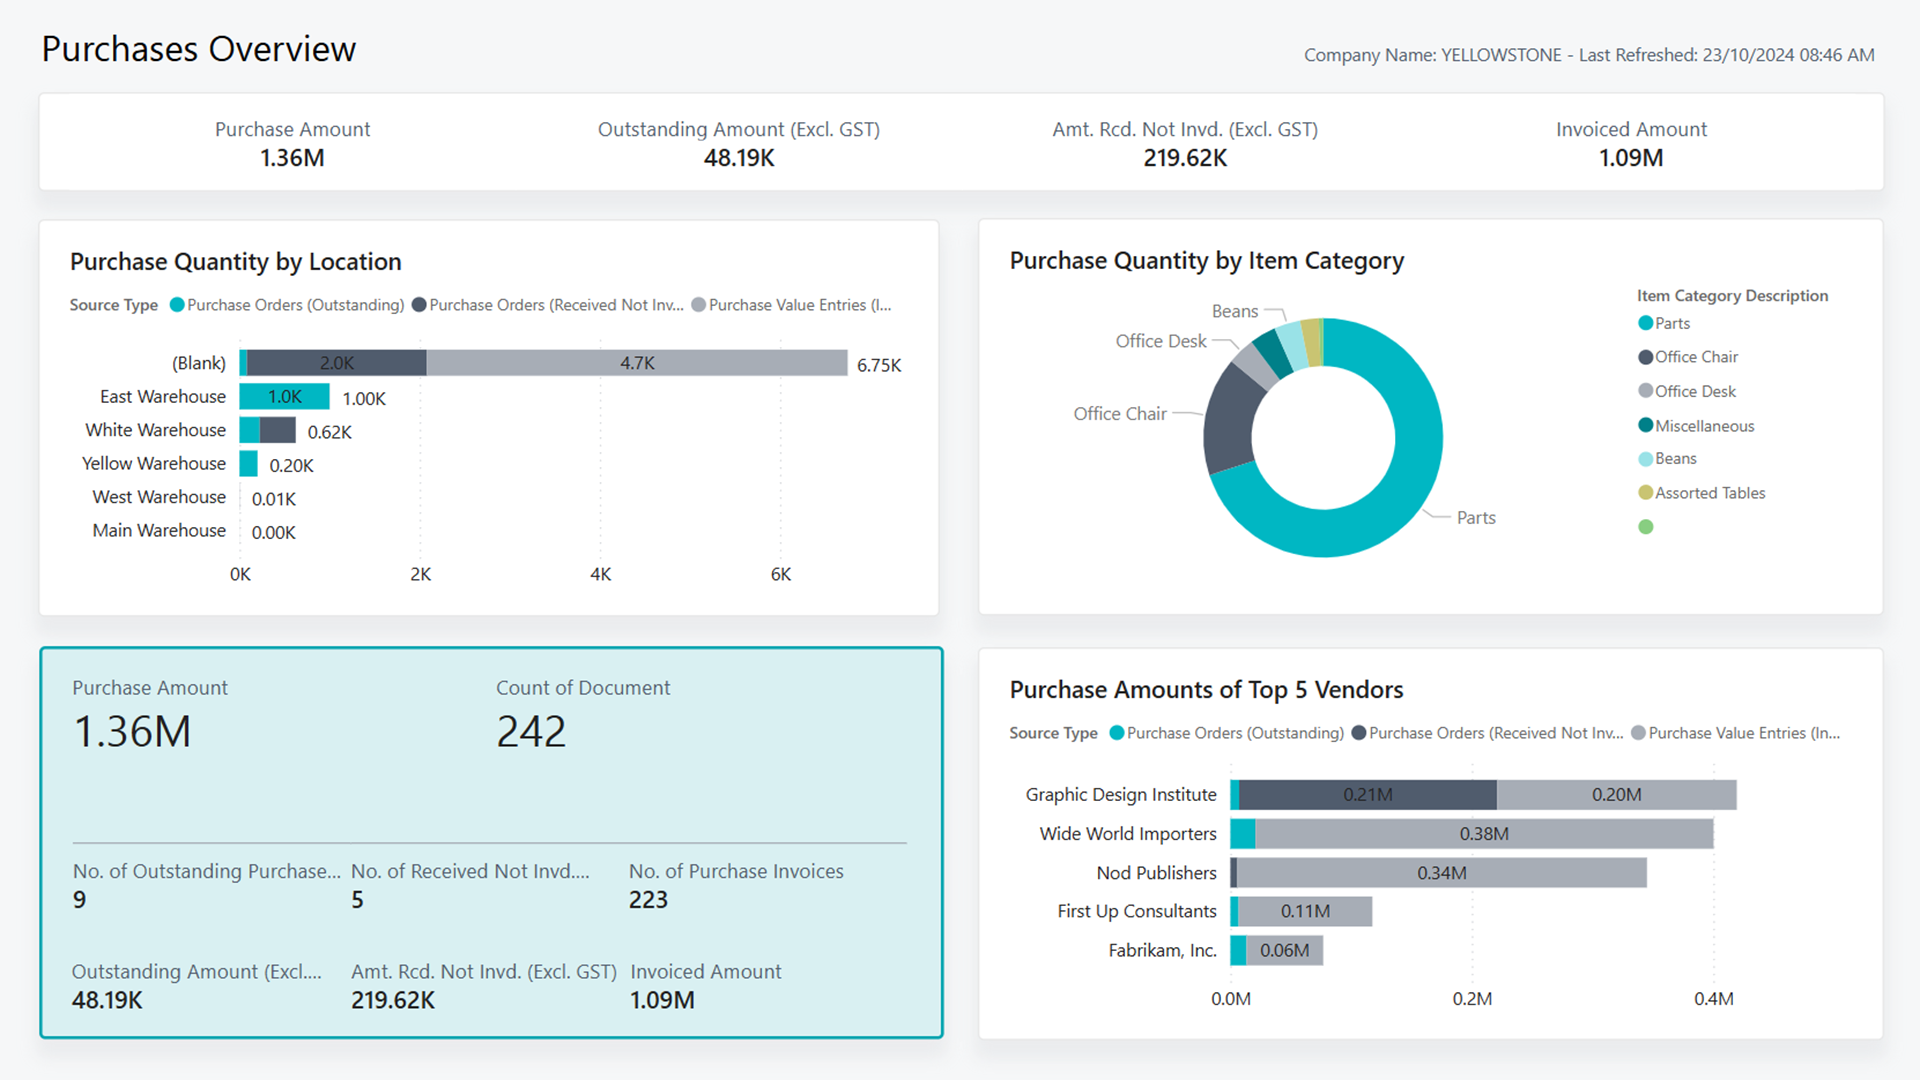 Purchases Overview
Company Name: YELLOWSTONE - Last Refreshed: 23/10/2024 08:46 AM
Purchase Amount
1.36M
Outstanding Amount (Excl. GST)
48.19K
Amt. Rcd. Not Invd. (Excl. GST)
219.62K
Invoiced Amount
1.09M
Purchase Quantity by Location
Source Type Purchase Orders (Outstanding) Purchase Orders (Received Not Inv... Purchase Value Entries (I...
(Blank) 2.0K 4.7K 6.75K
East Warehouse 1.0K 1.00K
White Warehouse 0.62K
Yellow Warehouse 0.20K
West Warehouse 0.01K
Main Warehouse 0.00K
0K 2K 4K 6K
Purchase Quantity by Item Category
Beans
Office Desk
Office Chair
Parts
Item Category Description
Parts
Office Chair
Office Desk
Miscellaneous
Beans
Assorted Tables
Purchase Amount
1.36M
Count of Document
242
No. of Outstanding Purchase...
9
No. of Received Not Invd....
5
No. of Purchase Invoices
223
Outstanding Amount (Excl....
48.19K
Amt. Rcd. Not Invd. (Excl. GST)
219.62K
Invoiced Amount
1.09M
Purchase Amounts of Top 5 Vendors
Source Type Purchase Orders (Outstanding) Purchase Orders (Received Not Inv... Purchase Value Entries (In...
Graphic Design Institute 0.21M 0.20M
Wide World Importers 0.38M
Nod Publishers 0.34M
First Up Consultants 0.11M
Fabrikam, Inc. 0.06M
0.0M 0.2M 0.4M